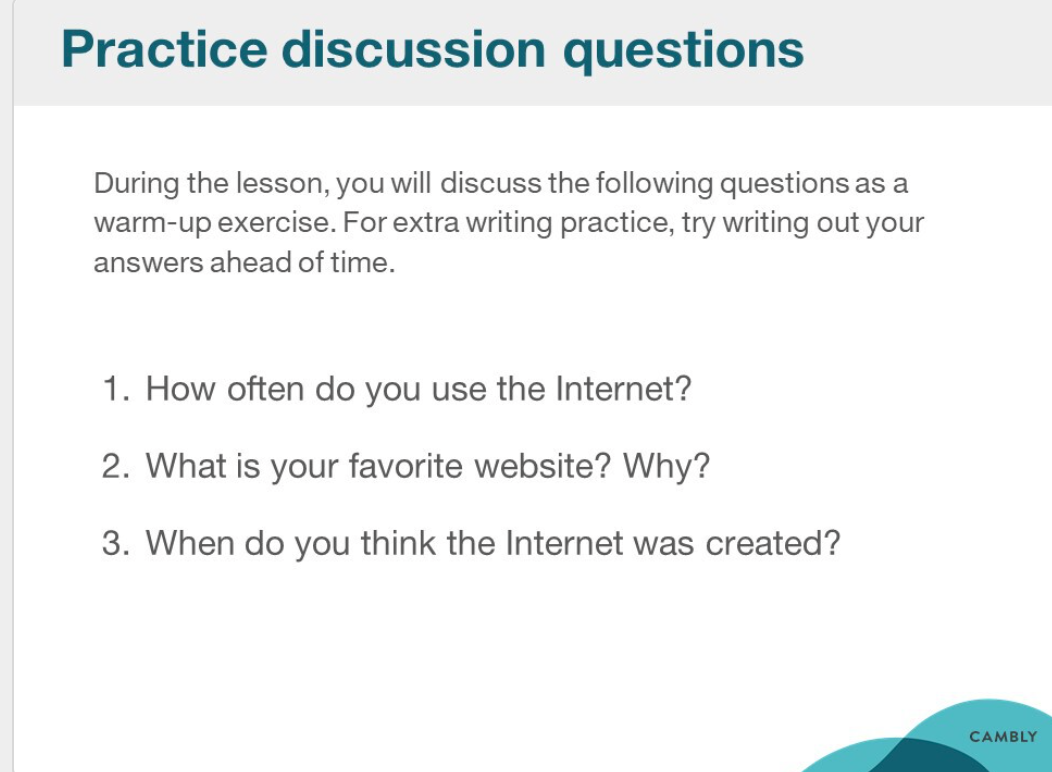 Practice discussion questions
During the lesson, you will discuss the following questions as a
warm-up exercise. For extra writing practice, try writing out your
answers ahead of time.
1. How often do you use the Internet?
2. What is your favorite website? Why?
3. When do you think the Internet was created?
CAMBLY